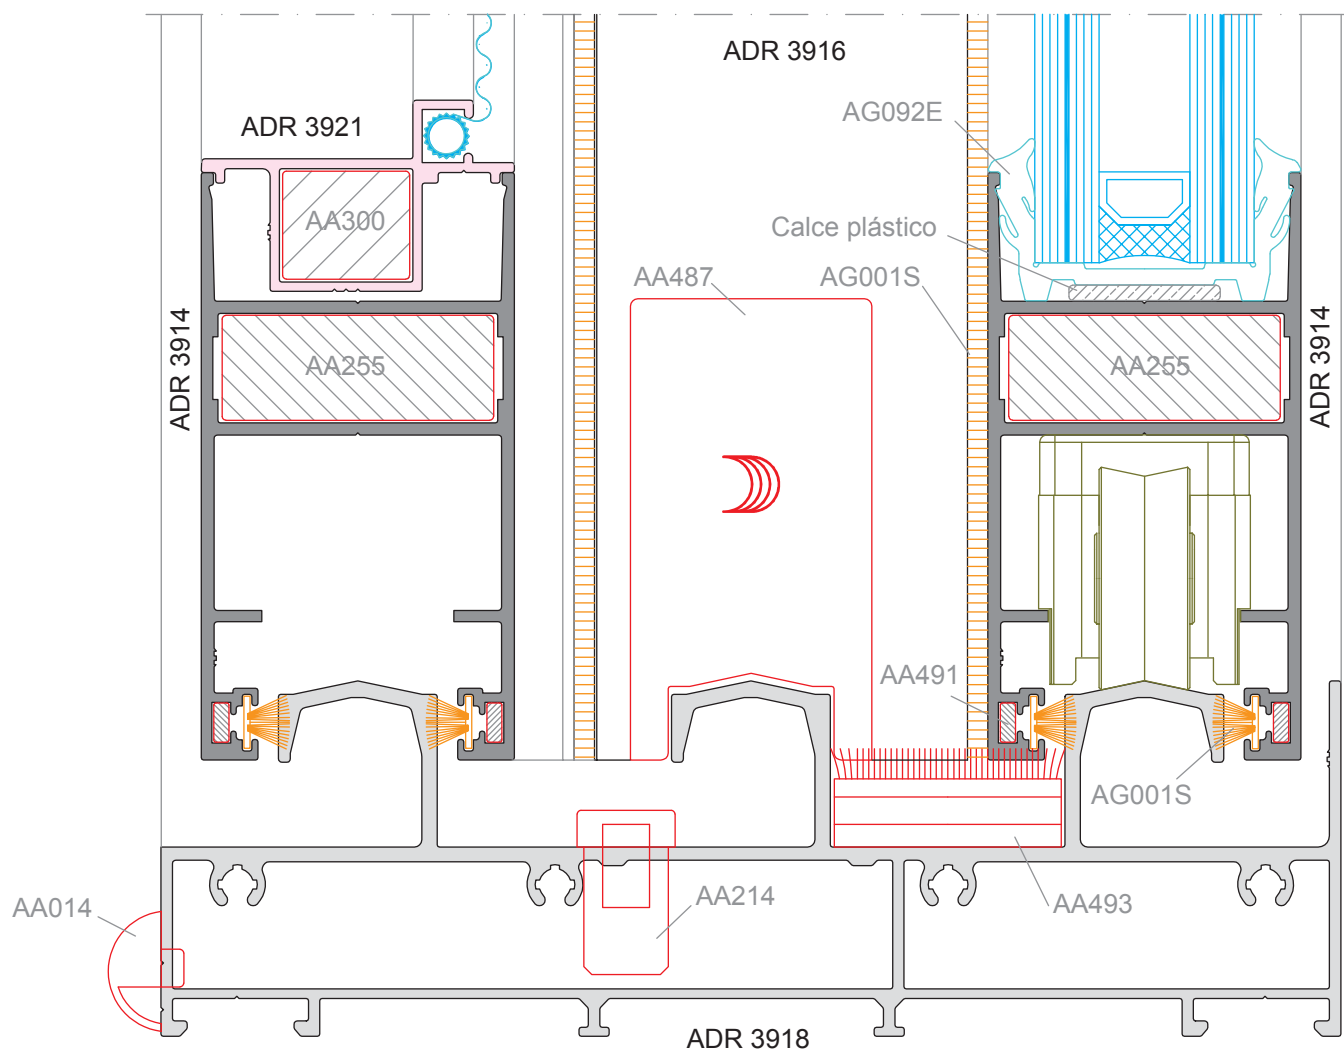 ADR 3916
AG092E
ADR 3921
AA300
Calce plástico
AA487
AG001S
ADR 3914
AA255
AA255
ADR 3914
AA491
AG001S
AA014
AA214
AA493
ADR 3918